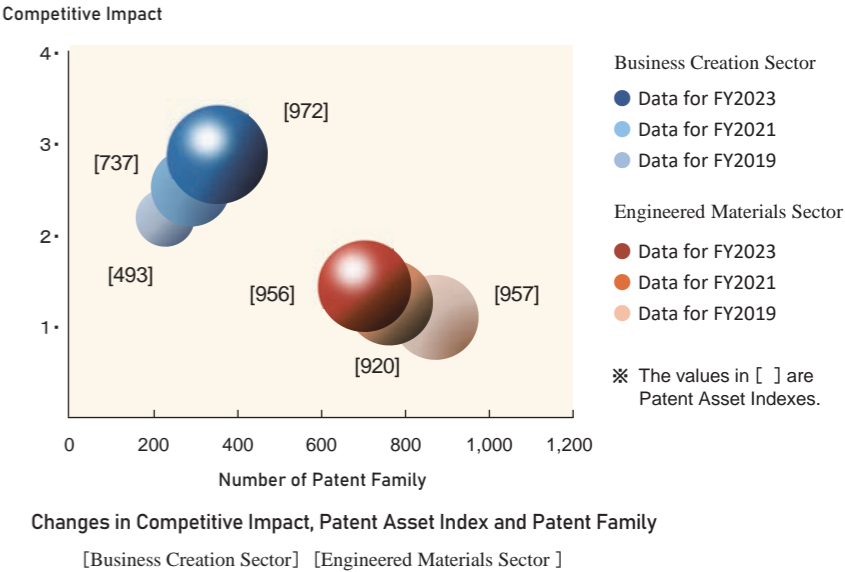 Competitive Impact
4
3
2
1
[972]
[737]
[493]
[956]
[957]
[920]
0 200 400 600 800 1,000 1,200
Number of Patent Family
Business Creation Sector
Data for FY2023
Data for FY2021
Data for FY2019
Engineered Materials Sector
Data for FY2023
Data for FY2021
Data for FY2019
※ The values in [ ] are
Patent Asset Indexes.
Changes in Competitive Impact, Patent Asset Index and Patent Family
[Business Creation Sector] [Engineered Materials Sector ]